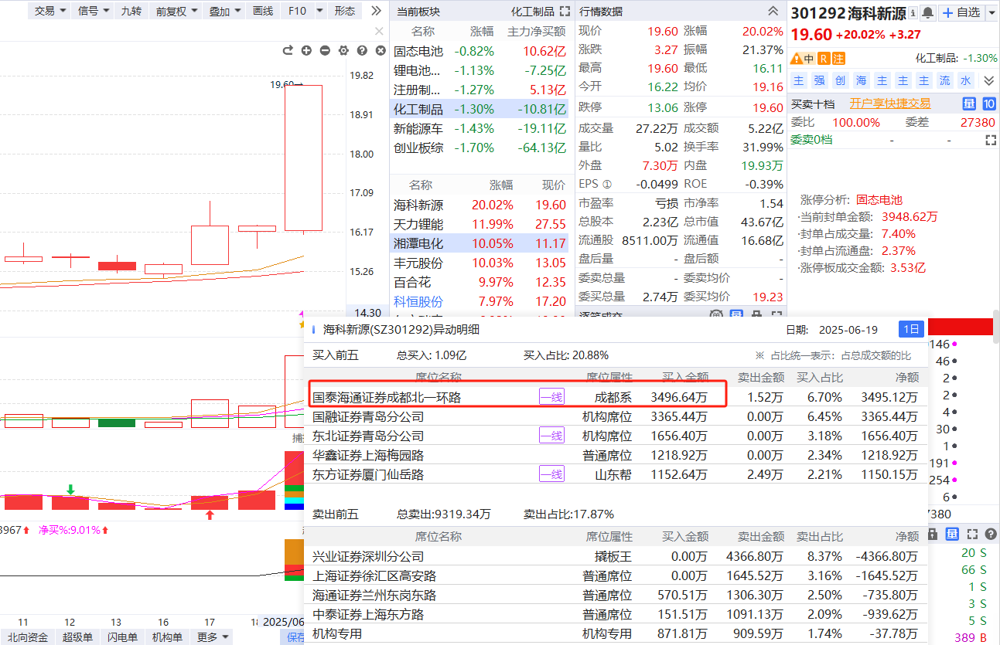 交易 信号 九转 前复权 叠加 画线 F10 形态
19.60→
19.82
18.91
18.00
17.09
16.17
15.26
14.30
3967 净买%:9.01%
11 12 13 16 17 18 2025/06
北向资金 超级单 闪电单 机构单 更多
当前板块 化工制品
名称 涨幅 主力净买额
固态电池 -0.82% 10.62亿
锂电池... -1.13% -7.25亿
注册制... -1.27% 5.13亿
化工制品 -1.30% -10.81亿
新能源车 -1.43% -19.11亿
创业板综 -1.70% -64.13亿
名称 涨幅 现价
海科新源 20.02% 19.60
天力锂能 11.99% 27.55
湘潭电化 10.05% 11.17
丰元股份 10.03% 13.05
百合花 9.97% 12.35
科恒股份 7.97% 17.20
行情数据
现价 19.60 涨幅 20.02%
涨跌 3.27 振幅 21.37%
最高 19.60 最低 16.11
今开 16.22 均价 19.16
跌停 13.06 涨停 19.60
成交量 27.22万 成交额 5.22亿
量比 5.02 换手率 31.99%
外盘 7.30万 内盘 19.93万
EPS ① -0.0499 ROE -0.39%
市盈率 亏损 市净率 1.54
总股本 2.23亿 总市值 43.67亿
流通股 8511.00万 流通值 16.68亿
盘后量 - 盘后额 -
委卖总量 - 委卖均价 -
委买总量 2.74万 委买均价 19.23
逐笔成交
301292 海科新源 自选
19.60 +20.02% +3.27
中 R 注 化工制品: -1.30%
主 强 创 海 主 主 主 流 水
买卖十档 开户享快捷交易 量 10
委比 100.00% 委差 27380
委卖0档 - -
涨停分析: 固态电池
·当前封单金额: 3948.62万
·封单占成交量: 7.40%
·封单占流通盘: 2.37%
·涨停板成交金额: 3.53亿
海科新源(SZ301292)异动明细 日期: 2025-06-19 1日
买入前五 总买入: 1.09亿 买入占比: 20.88% ※ 占比统一表示：占总成交额的比
席位名称 席位属性 买入金额 卖出金额 买入占比 净额
国泰海通证券成都北一环路 一线 成都系 3496.64万 1.52万 6.70% 3495.12万
国融证券青岛分公司 机构席位 3365.44万 0.00万 6.45% 3365.44万
东北证券青岛分公司 一线 机构席位 1656.40万 0.00万 3.18% 1656.40万
华鑫证券上海梅园路 普通席位 1218.92万 0.00万 2.34% 1218.92万
东方证券厦门仙岳路 一线 山东帮 1152.64万 2.49万 2.21% 1150.15万
卖出前五 总卖出:9319.34万 卖出占比:17.87%
席位名称 席位属性 买入金额 卖出金额 卖出占比 净额
兴业证券深圳分公司 撬板王 0.00万 4366.80万 8.37% -4366.80万
上海证券徐汇区高安路 普通席位 0.00万 1645.52万 3.16% -1645.52万
海通证券兰州东岗东路 普通席位 570.51万 1306.30万 2.50% -735.80万
中泰证券上海东方路 普通席位 151.51万 1091.13万 2.09% -939.62万
机构专用 机构专用 871.81万 909.59万 1.74% -37.78万
146
46
2
2
4
30
1
191
254
6
7380
量
20 S
66 S
1 S
3 S
5 S
389 B